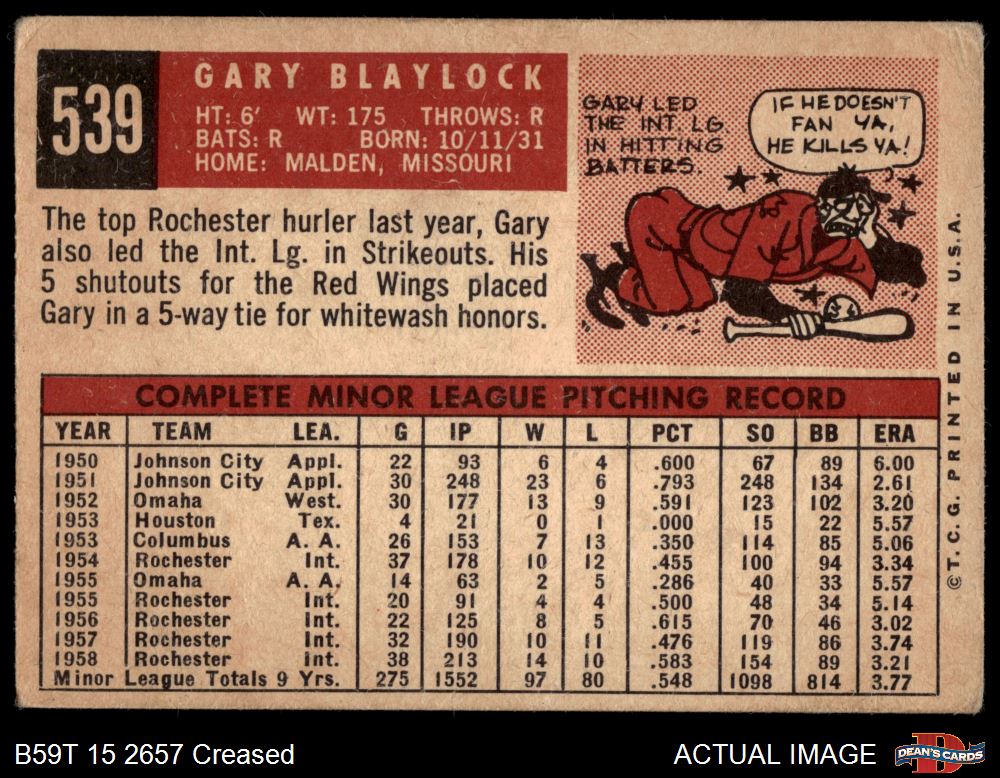 539
GARY BLAYLOCK
HT: 6' WT: 175 THROWS: R
BATS: R BORN: 10/11/31
HOME: MALDEN, MISSOURI
The top Rochester hurler last year, Gary
also led the Int. Lg. in Strikeouts. His
5 shutouts for the Red Wings placed
Gary in a 5-way tie for whitewash honors.
GARY LED
THE INT LG
IN HITTING
BATTERS.
IF HE DOESN'T
FAN YA,
HE KILLS YA!
COMPLETE MINOR LEAGUE PITCHING RECORD
YEAR TEAM LEA. G IP W L PCT SO BB ERA
1950 Johnson City Appl. 22 93 6 4 .600 67 89 6.00
1951 Johnson City Appl. 30 248 23 6 .793 248 134 2.61
1952 Omaha West. 30 177 13 9 .591 123 102 3.20
1953 Houston Tex. 4 21 0 1 .000 15 22 5.57
1953 Columbus A. A. 26 153 7 13 .350 114 85 5.06
1954 Rochester Int. 37 178 10 12 .455 100 94 3.34
1955 Omaha A. A. 14 63 2 5 .286 40 33 5.57
1955 Rochester Int. 20 91 4 4 .500 48 34 5.14
1956 Rochester Int. 22 125 8 5 .615 70 46 3.02
1957 Rochester Int. 32 190 10 11 .476 119 86 3.74
1958 Rochester Int. 38 213 14 10 .583 154 89 3.21
Minor League Totals 9 Yrs. 275 1552 97 80 .548 1098 814 3.77
© T. C. G. PRINTED IN U.S.A.
B59T 15 2657 Creased
ACTUAL IMAGE
DEAN'S CARDS